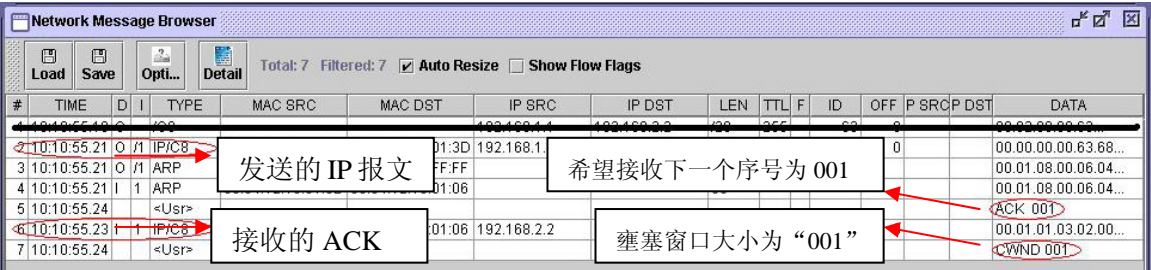 Network Message Browser
Load Save Opti... Detail Total: 7 Filtered: 7 Auto Resize Show Flow Flags
# TIME D I TYPE MAC SRC MAC DST IP SRC IP DST LEN TTL F ID OFF P SRC P DST DATA
2 10:10:55.21 O /1 IP/C8 01:3D 192.168.1. 0 00.00.00.00.63.68...
3 10:10:55.21 O /1 ARP FF:FF 00.01.08.00.06.04...
4 10:10:55.21 I 1 ARP 01:06 00.01.08.00.06.04...
5 10:10:55.24 <Usr> ACK 001
6 10:10:55.23 I 1 IP/C8 01:06 192.168.2.2 00.01.01.03.02.00...
7 10:10:55.24 <Usr> CWND 001
发送的 IP 报文
希望接收下一个序号为 001
接收的 ACK
壅塞窗口大小为“001”